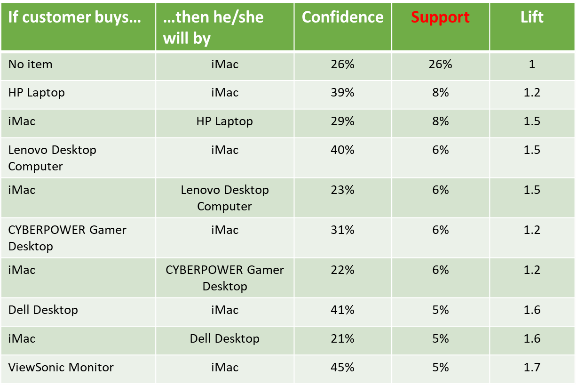 If customer buys… …then he/she will by Confidence Support Lift
No item iMac 26% 26% 1
HP Laptop iMac 39% 8% 1.2
iMac HP Laptop 29% 8% 1.5
Lenovo Desktop Computer iMac 40% 6% 1.5
iMac Lenovo Desktop Computer 23% 6% 1.5
CYBERPOWER Gamer Desktop iMac 31% 6% 1.2
iMac CYBERPOWER Gamer Desktop 22% 6% 1.2
Dell Desktop iMac 41% 5% 1.6
iMac Dell Desktop 21% 5% 1.6
ViewSonic Monitor iMac 45% 5% 1.7